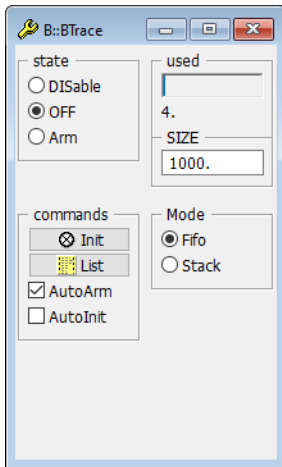 B::BTrace
state
DISable
OFF
Arm
used
4.
SIZE
1000.
commands
Init
List
AutoArm
AutoInit
Mode
Fifo
Stack